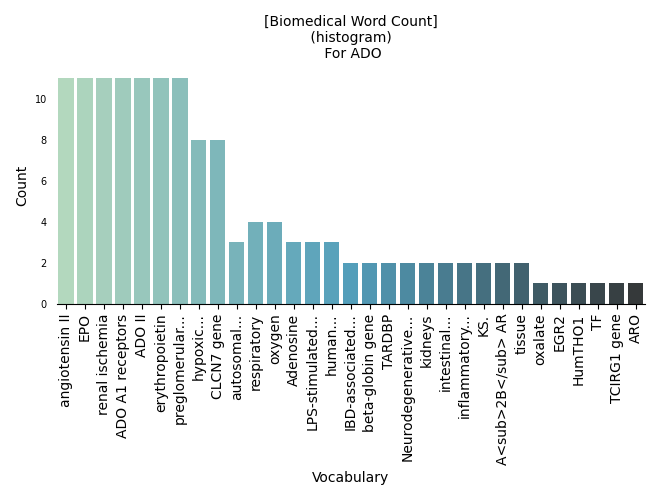 [Biomedical Word Count]
(histogram)
For ADO
Count
10
8
6
4
2
0
angiotensin II
EPO
renal ischemia
ADO A1 receptors
ADO II
erythropoietin
preglomerular...
hypoxic...
CLCN7 gene
autosomal...
respiratory
oxygen
Adenosine
LPS-stimulated...
human...
IBD-associated...
beta-globin gene
TARDBP
Neurodegenerative...
kidneys
intestinal...
inflammatory...
KS.
A<sub>2B</sub> AR
tissue
oxalate
EGR2
HumTHO1
TF
TCIRG1 gene
ARO
Vocabulary